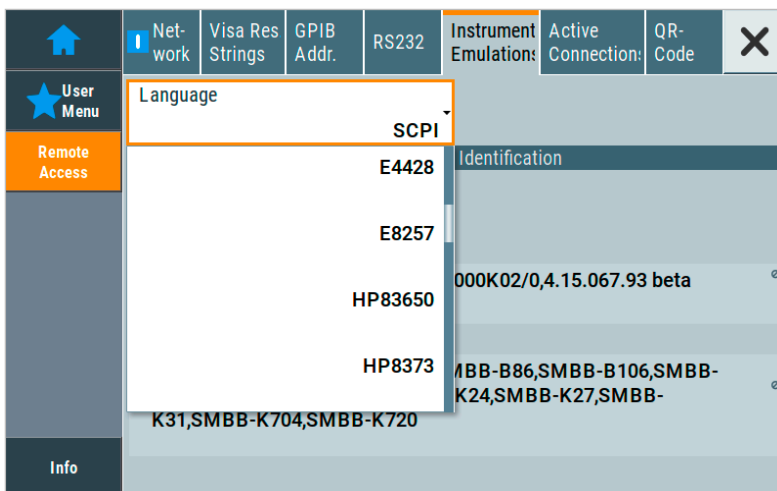 Net-
work
Visa Res
Strings
GPIB
Addr.
RS232
Instrument
Emulations
Active
Connections
QR-
Code
User
Menu
Remote
Access
Info
Language
SCPI
E4428
E8257
HP83650
HP8373
Identification
000K02/0,4.15.067.93 beta
SMBB-B106,SMBB-
K24,SMBB-K27,SMBB-
K31,SMBB-K704,SMBB-K720